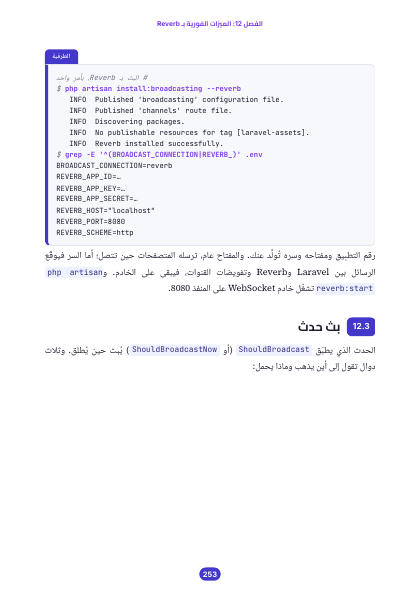 الفصل 12: الميزات الفورية بـ Reverb
الطرفية
# البث بـ Reverb، بأمر واحد
$ php artisan install:broadcasting --reverb
INFO  Published 'broadcasting' configuration file.
INFO  Published 'channels' route file.
INFO  Discovering packages.
INFO  No publishable resources for tag [laravel-assets].
INFO  Reverb installed successfully.
$ grep -E '^(BROADCAST_CONNECTION|REVERB_)' .env
BROADCAST_CONNECTION=reverb
REVERB_APP_ID=…
REVERB_APP_KEY=…
REVERB_APP_SECRET=…
REVERB_HOST="localhost"
REVERB_PORT=8080
REVERB_SCHEME=http
رقم التطبيق ومفتاحه وسره تُولَّد عنك. والمفتاح عام، ترسله المتصفحات حين تتصل؛ أما السر فيوقّع
الرسائل بين Laravel وReverb وتفويضات القنوات، فيبقى على الخادم. وphp artisan
reverb:start تشغّل خادم WebSocket على المنفذ 8080.
12.3 بث حدث
الحدث الذي يطبّق ShouldBroadcast (أو ShouldBroadcastNow) يُبث حين يُطلق. وثلاث
دوال تقول إلى أين يذهب وماذا يحمل:
253